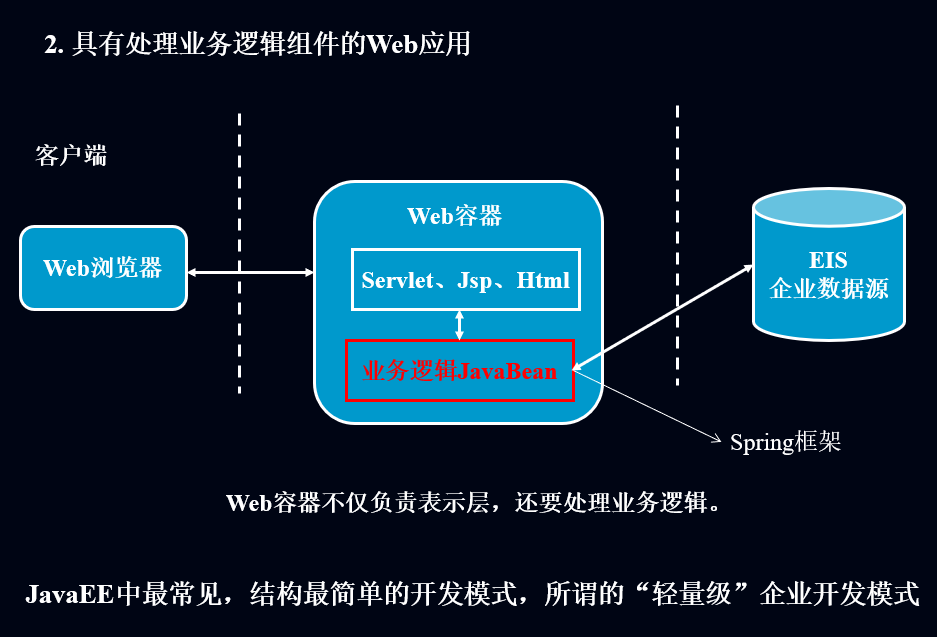 2. 具有处理业务逻辑组件的Web应用
客户端
Web容器
Web浏览器
Servlet、Jsp、Html
EIS
企业数据源
业务逻辑JavaBean
Spring框架
Web容器不仅负责表示层，还要处理业务逻辑。
JavaEE中最常见，结构最简单的开发模式，所谓的“轻量级”企业开发模式